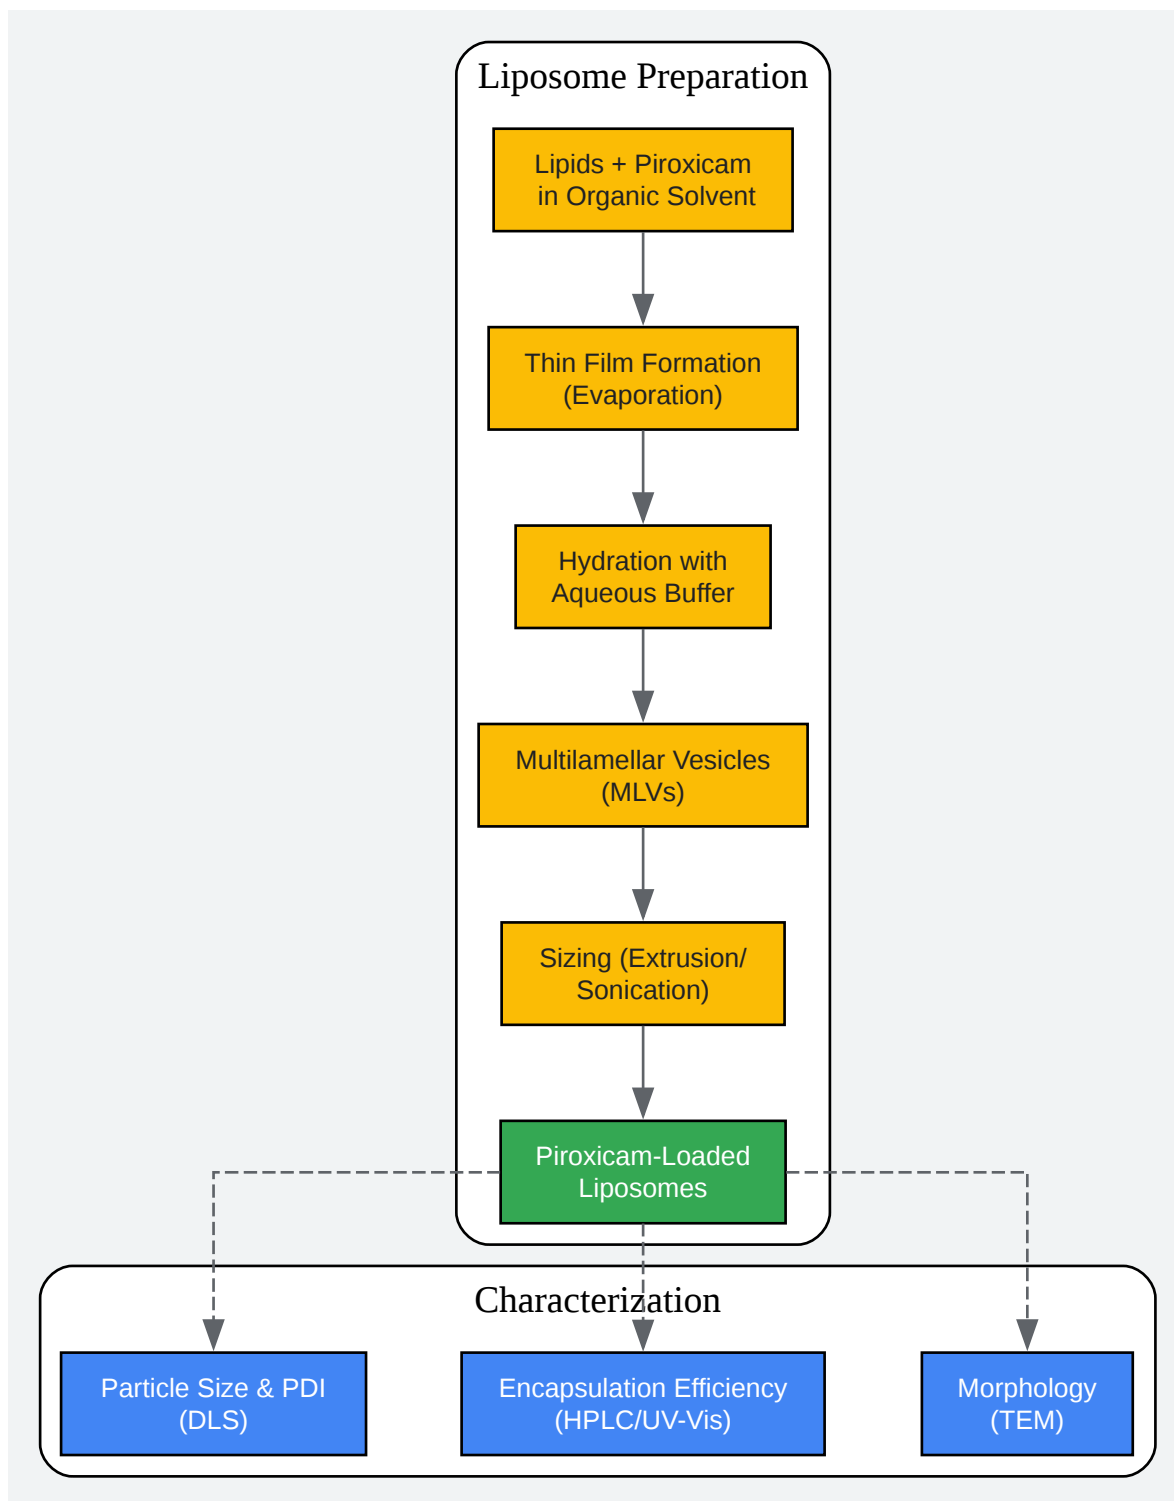 Liposome Preparation
Lipids + Piroxicam
in Organic Solvent
Thin Film Formation
(Evaporation)
Hydration with
Aqueous Buffer
Multilamellar Vesicles
(MLVs)
Sizing (Extrusion/
Sonication)
Piroxicam-Loaded
Liposomes
Characterization
Particle Size & PDI
(DLS)
Encapsulation Efficiency
(HPLC/UV-Vis)
Morphology
(TEM)